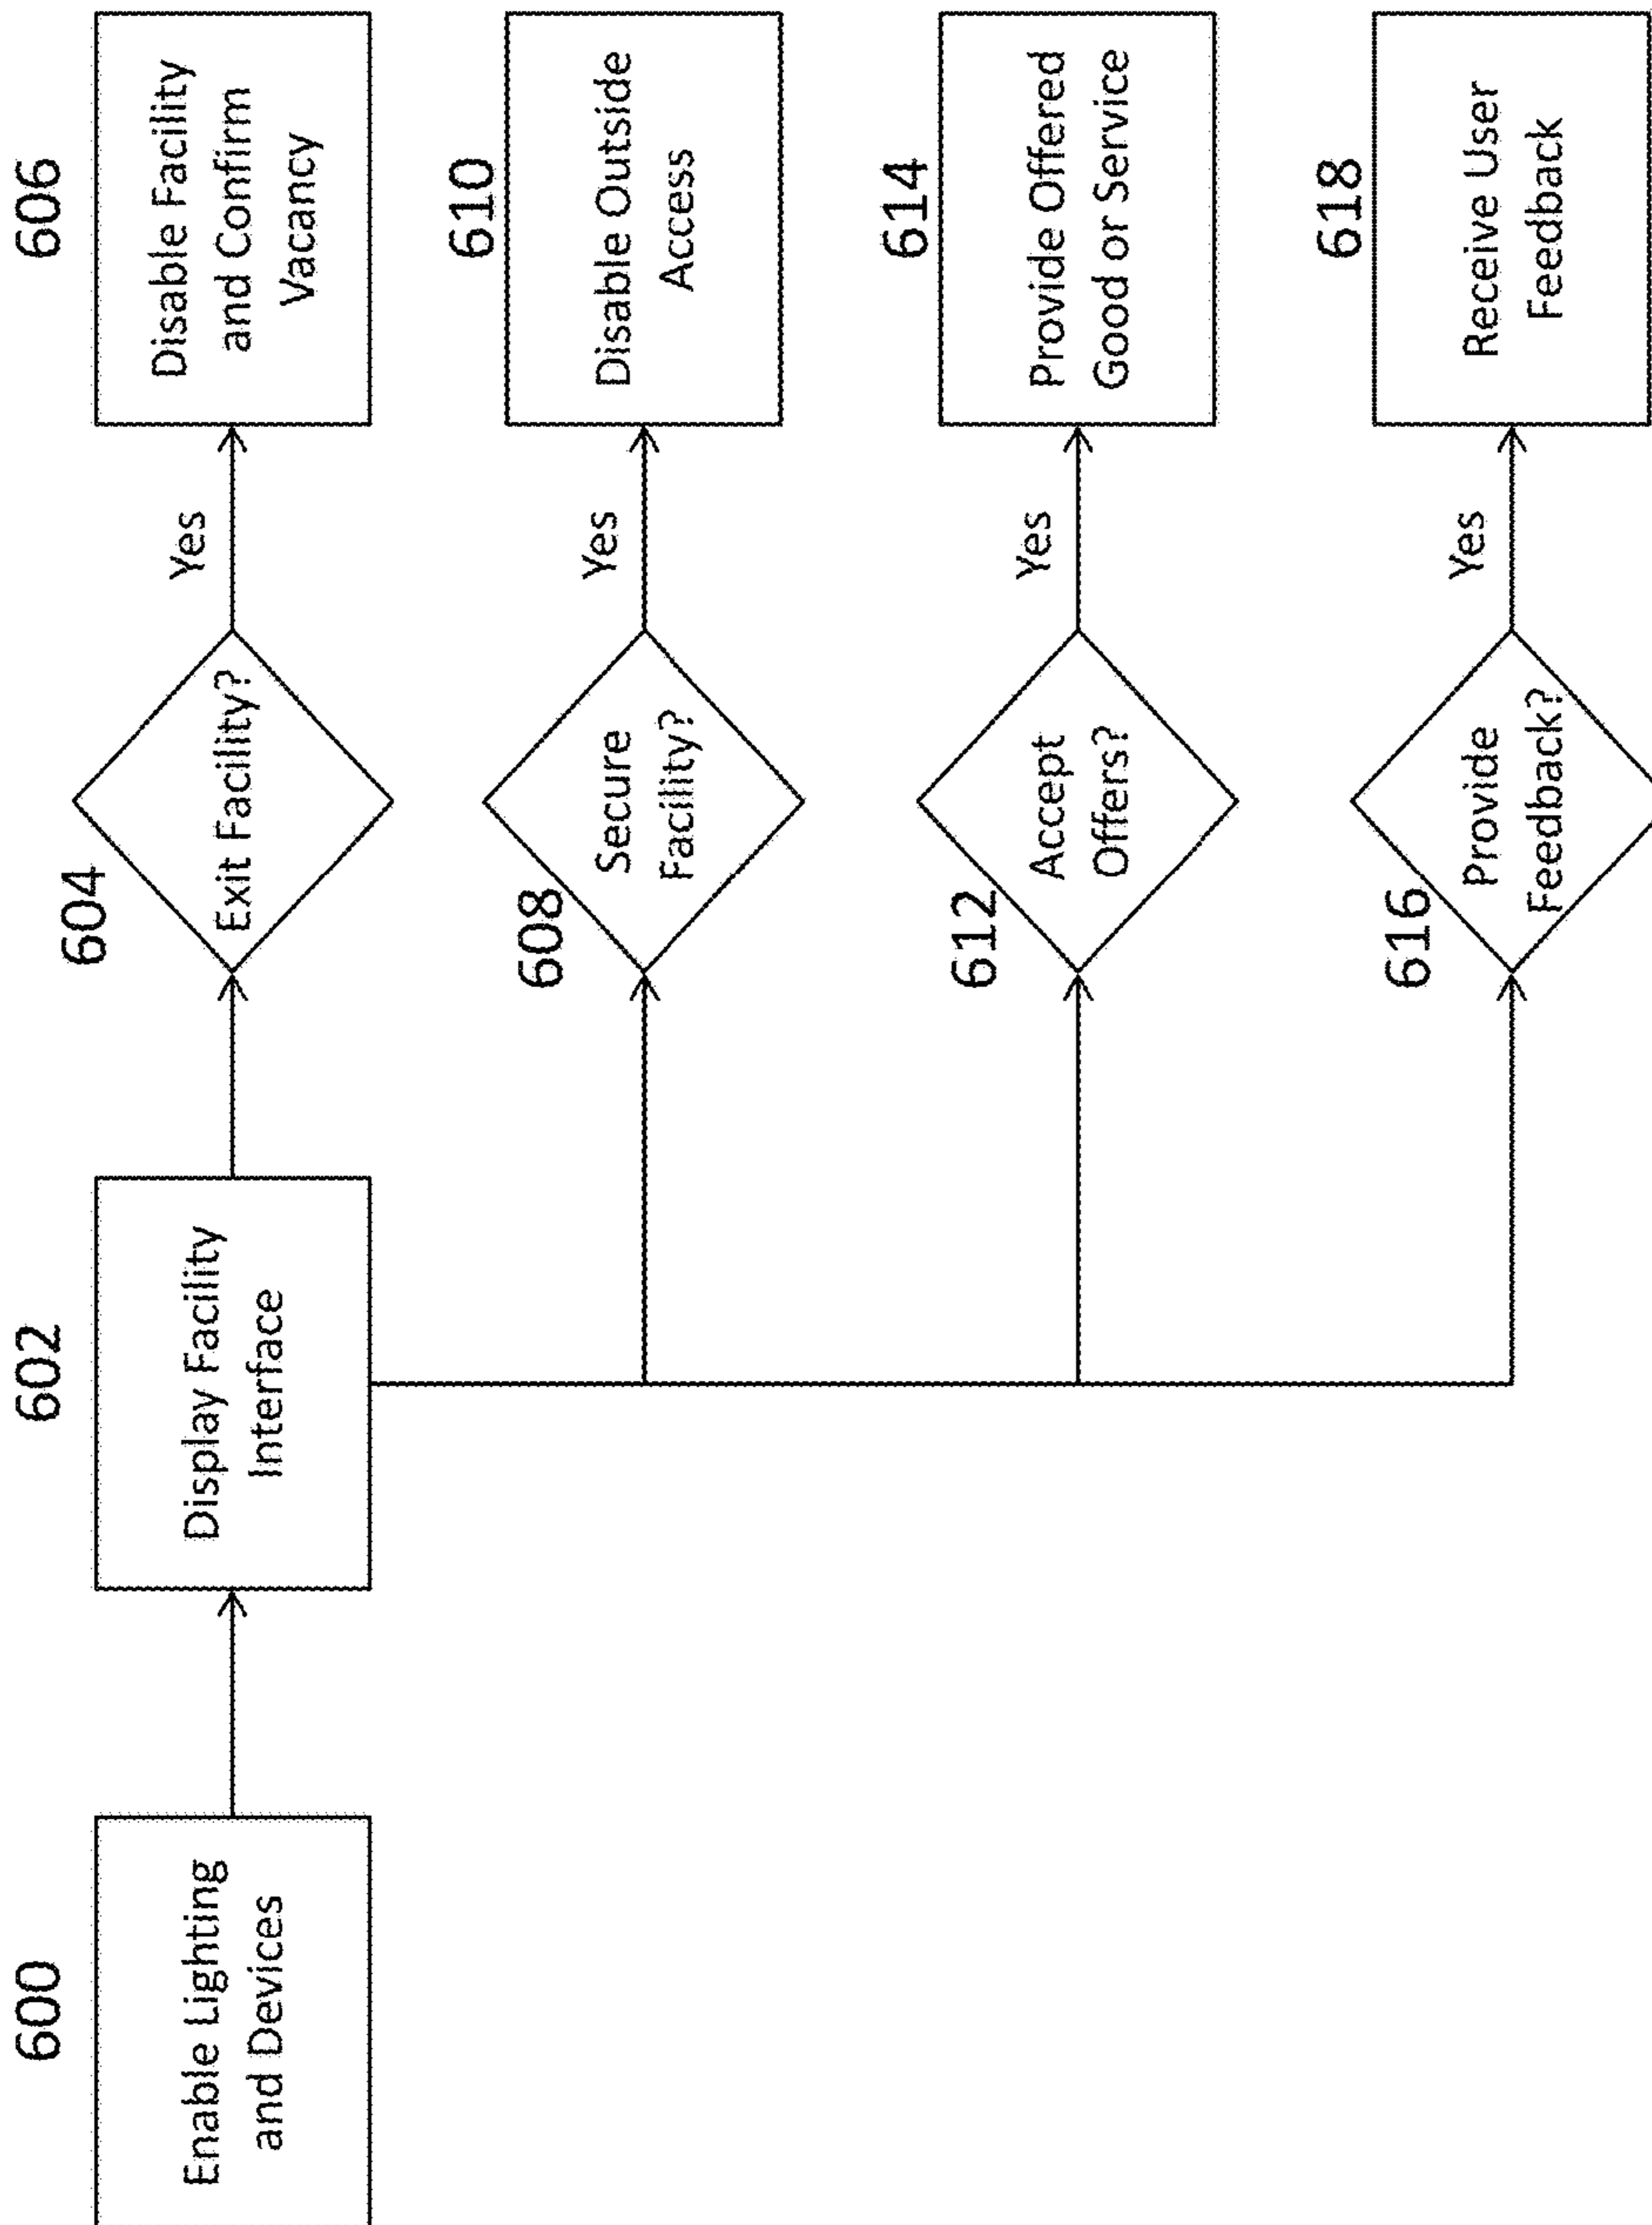 600
Enable Lighting
and Devices
602
Display Facility
Interface
604
Exit Facility?
Yes
606
Disable Facility
and Confirm
Vacancy
608
Secure
Facility?
Yes
610
Disable Outside
Access
612
Accept
Offers?
Yes
614
Provide Offered
Good or Service
616
Provide
Feedback?
Yes
618
Receive User
Feedback